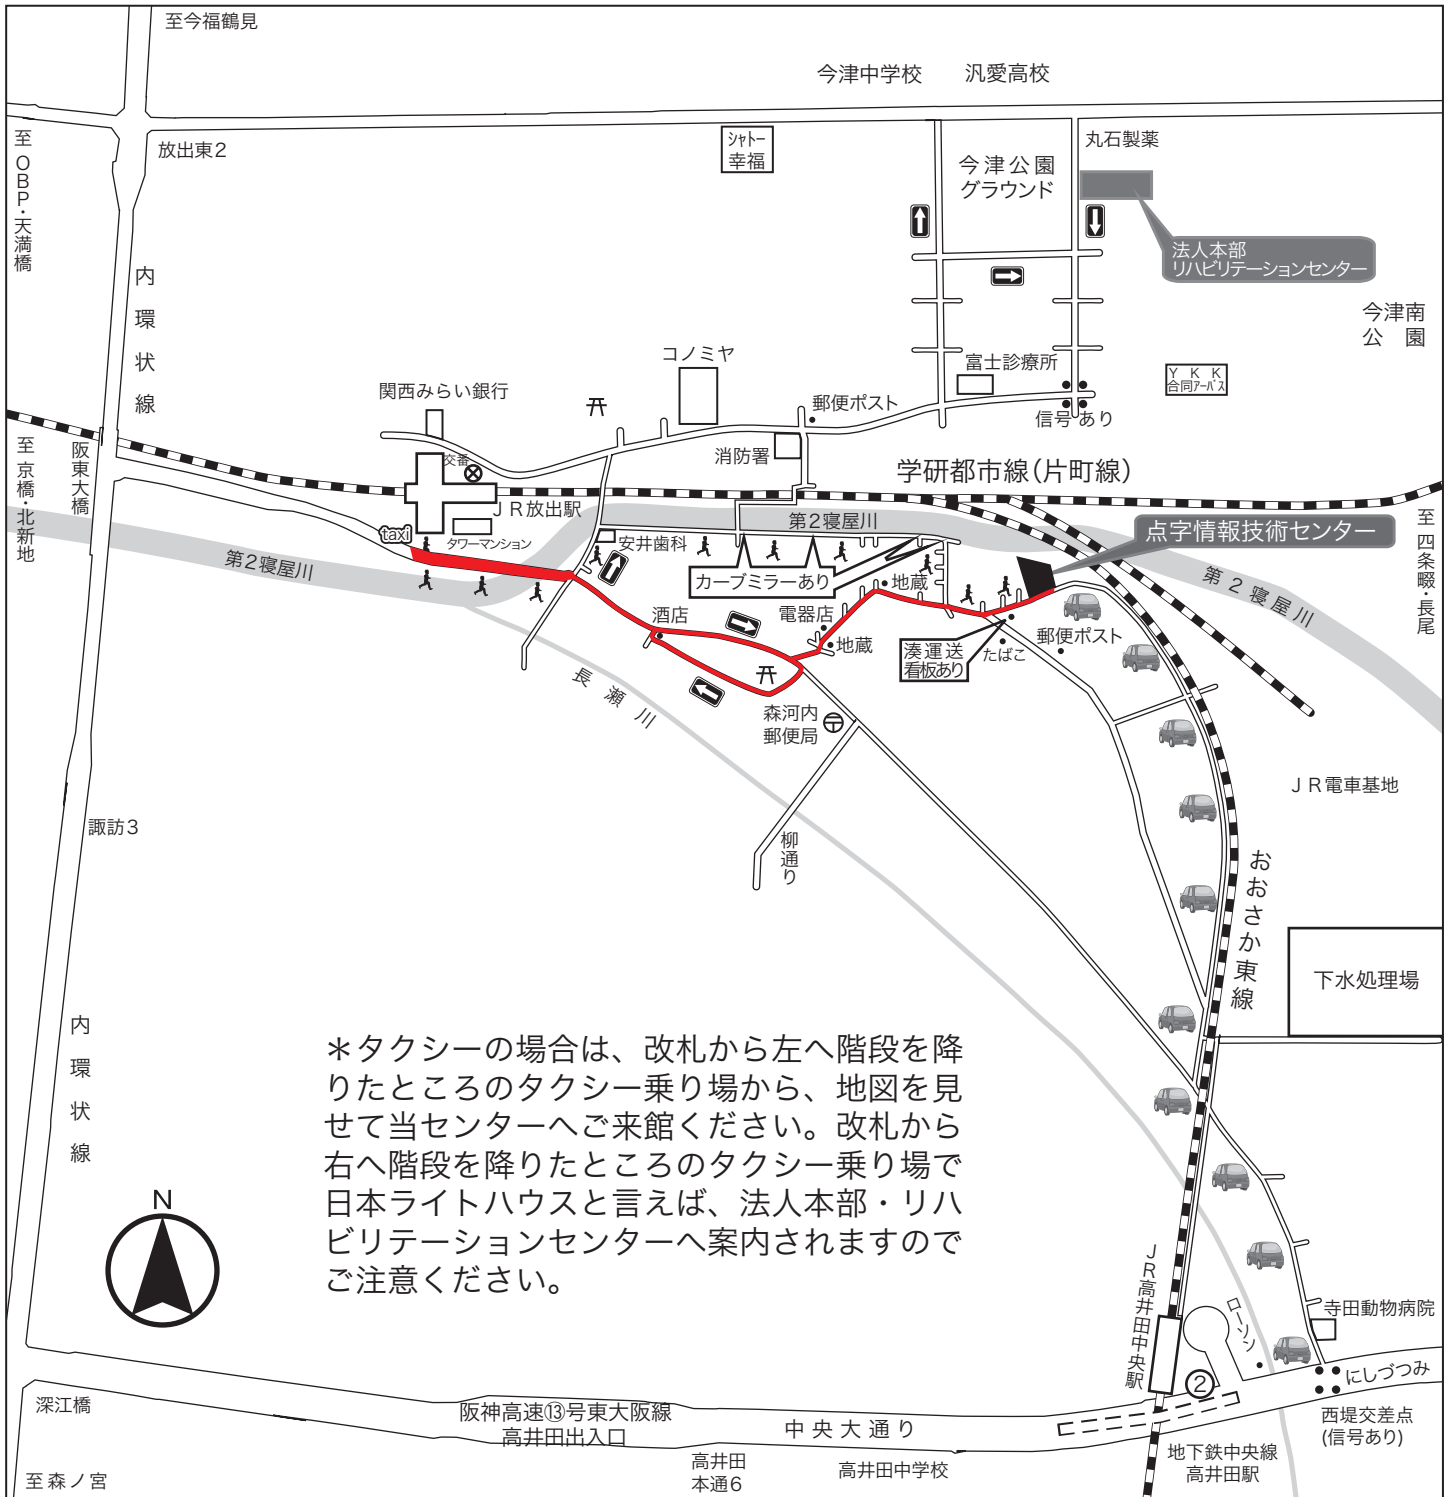 至今福鶴見
今津中学校
汎愛高校
至OBP・天満橋
放出東2
シャトー
幸福
今津公園
グラウンド
丸石製薬
法人本部
リハビリテーションセンター
内環状線
今津南
公園
コノミヤ
富士診療所
YKK
合同アーバス
関西みらい銀行
郵便ポスト
信号あり
至京橋・北新地
阪東大橋
交番
消防署
学研都市線(片町線)
JR放出駅
第2寝屋川
点字情報技術センター
至四条畷・長尾
taxi
タワーマンション
安井歯科
第2寝屋川
カーブミラーあり
地蔵
第2寝屋川
酒店
電器店
地蔵
湊運送
看板あり
たばこ
郵便ポスト
長瀬川
森河内
郵便局
JR電車基地
諏訪3
柳通り
おおさか東線
下水処理場
内環状線
*タクシーの場合は、改札から左へ階段を降
りたところのタクシー乗り場から、地図を見
せて当センターへご来館ください。改札から
右へ階段を降りたところのタクシー乗り場で
日本ライトハウスと言えば、法人本部・リハ
ビリテーションセンターへ案内されますので
ご注意ください。
N
JR高井田中央駅
ローソン
寺田動物病院
②
にしづつみ
深江橋
阪神高速⑬号東大阪線
高井田出入口
中央大通り
西堤交差点
(信号あり)
高井田
本通6
高井田中学校
地下鉄中央線
高井田駅
至森ノ宮